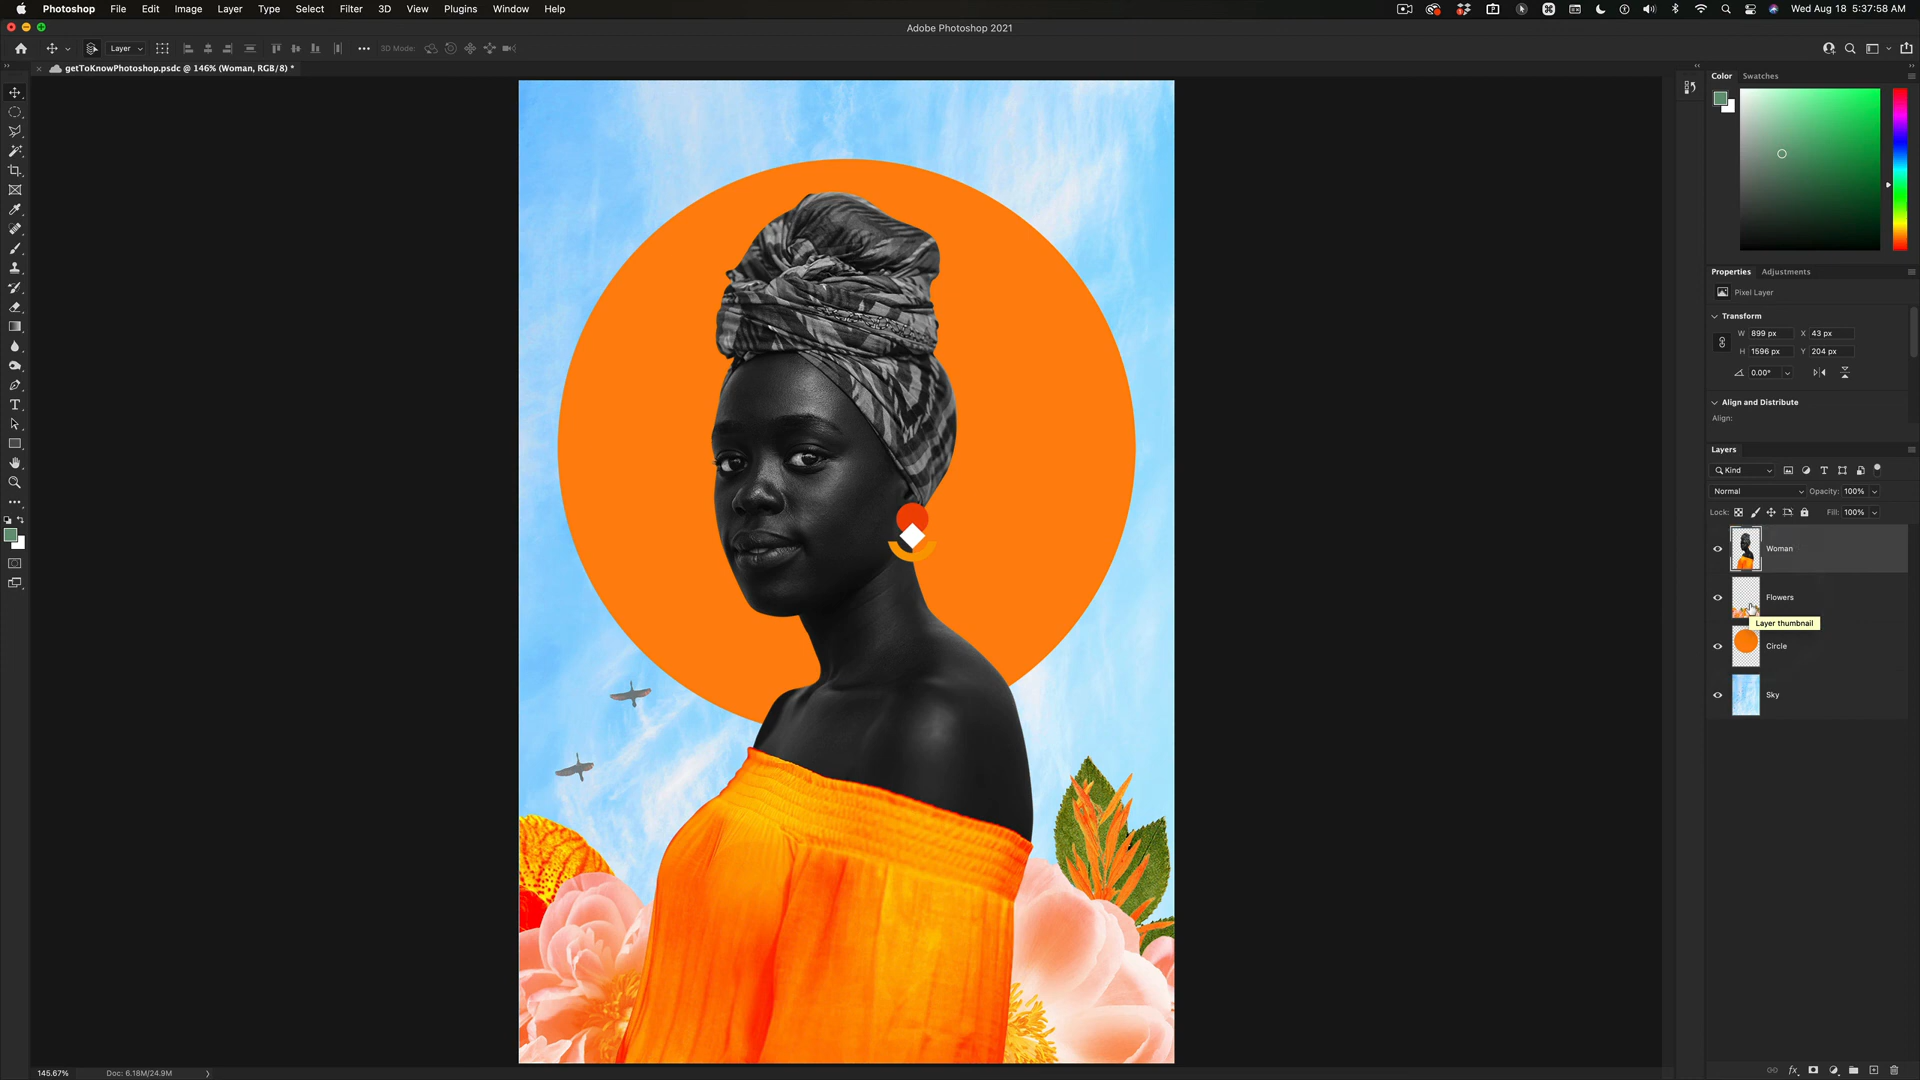 Photoshop File Edit Image Layer Type Select Filter 3D View Plugins Window Help Wed Aug 18 5:37:58 AM
Adobe Photoshop 2021
Layer 3D Mode:
getToKnowPhotoshop.psdc @ 146% (Woman, RGB/8) *
Color Swatches
Properties Adjustments
Pixel Layer
Transform
W 899 px X 43 px
H 1596 px Y 204 px
0.00°
Align and Distribute
Align:
Layers
Kind
Normal Opacity: 100%
Lock: Fill: 100%
Woman
Flowers
Layer thumbnail
Circle
Sky
145.67% Doc: 6.18M/24.9M